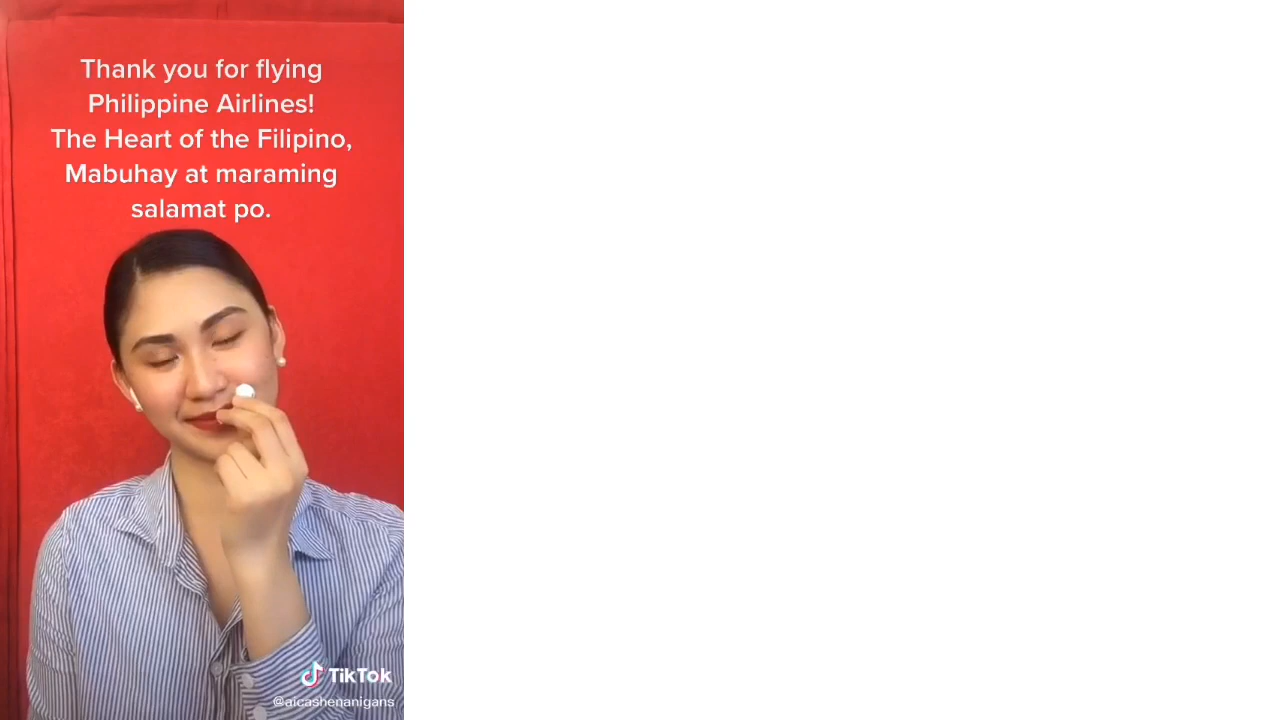 Thank you for flying
Philippine Airlines!
The Heart of the Filipino,
Mabuhay at maraming
salamat po.
TikTok
@aicashenanigans